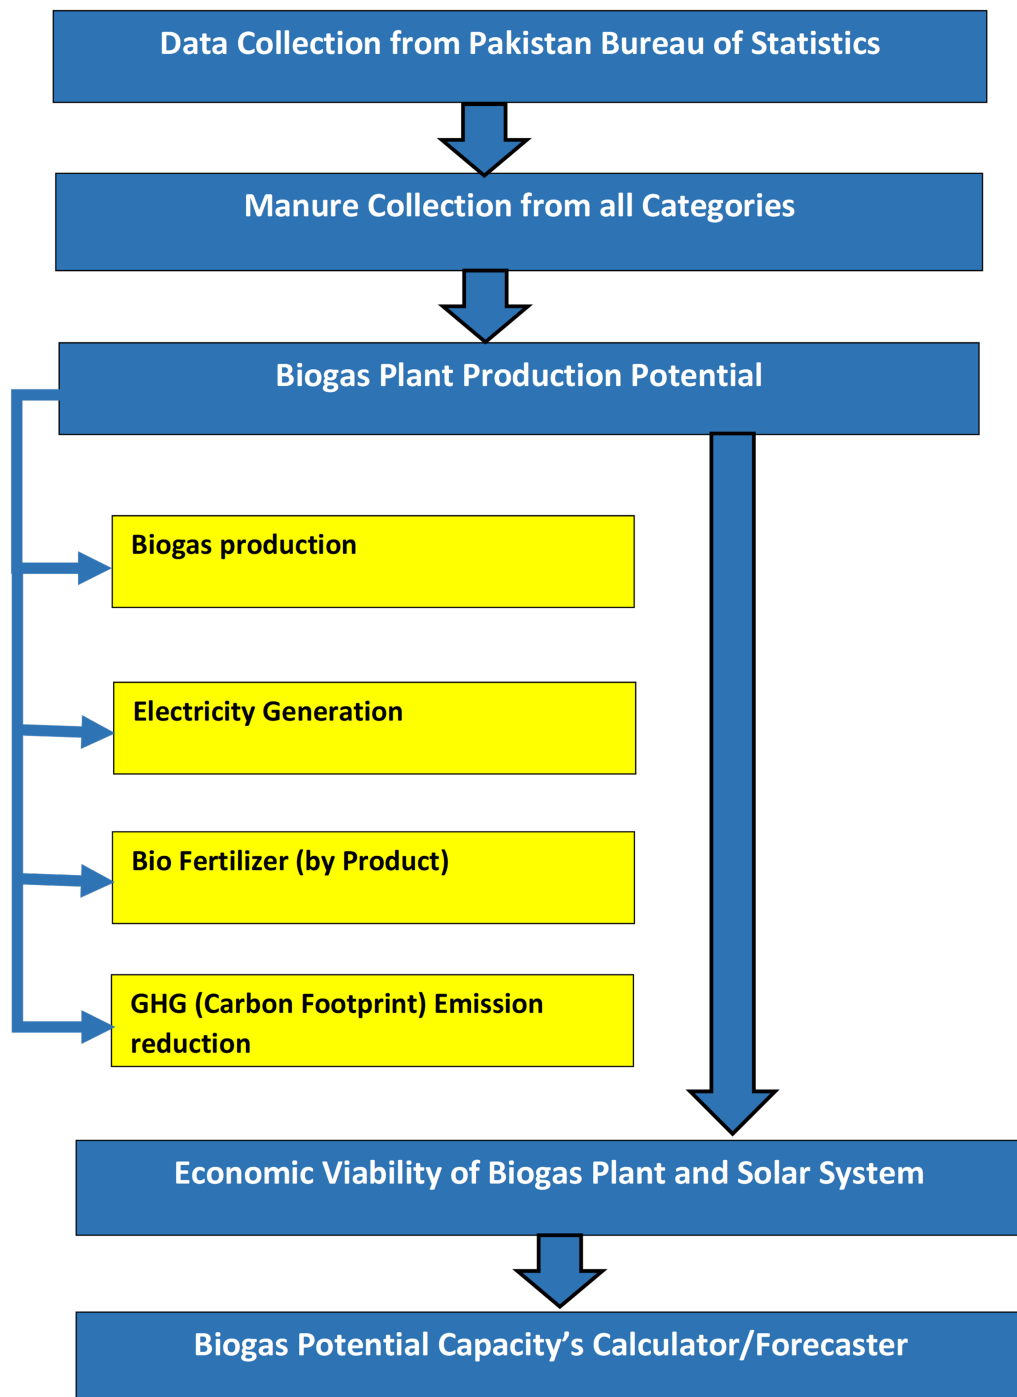 Data Collection from Pakistan Bureau of Statistics
Manure Collection from all Categories
Biogas Plant Production Potential
Biogas production
Electricity Generation
Bio Fertilizer (by Product)
GHG (Carbon Footprint) Emission
reduction
Economic Viability of Biogas Plant and Solar System
Biogas Potential Capacity’s Calculator/Forecaster